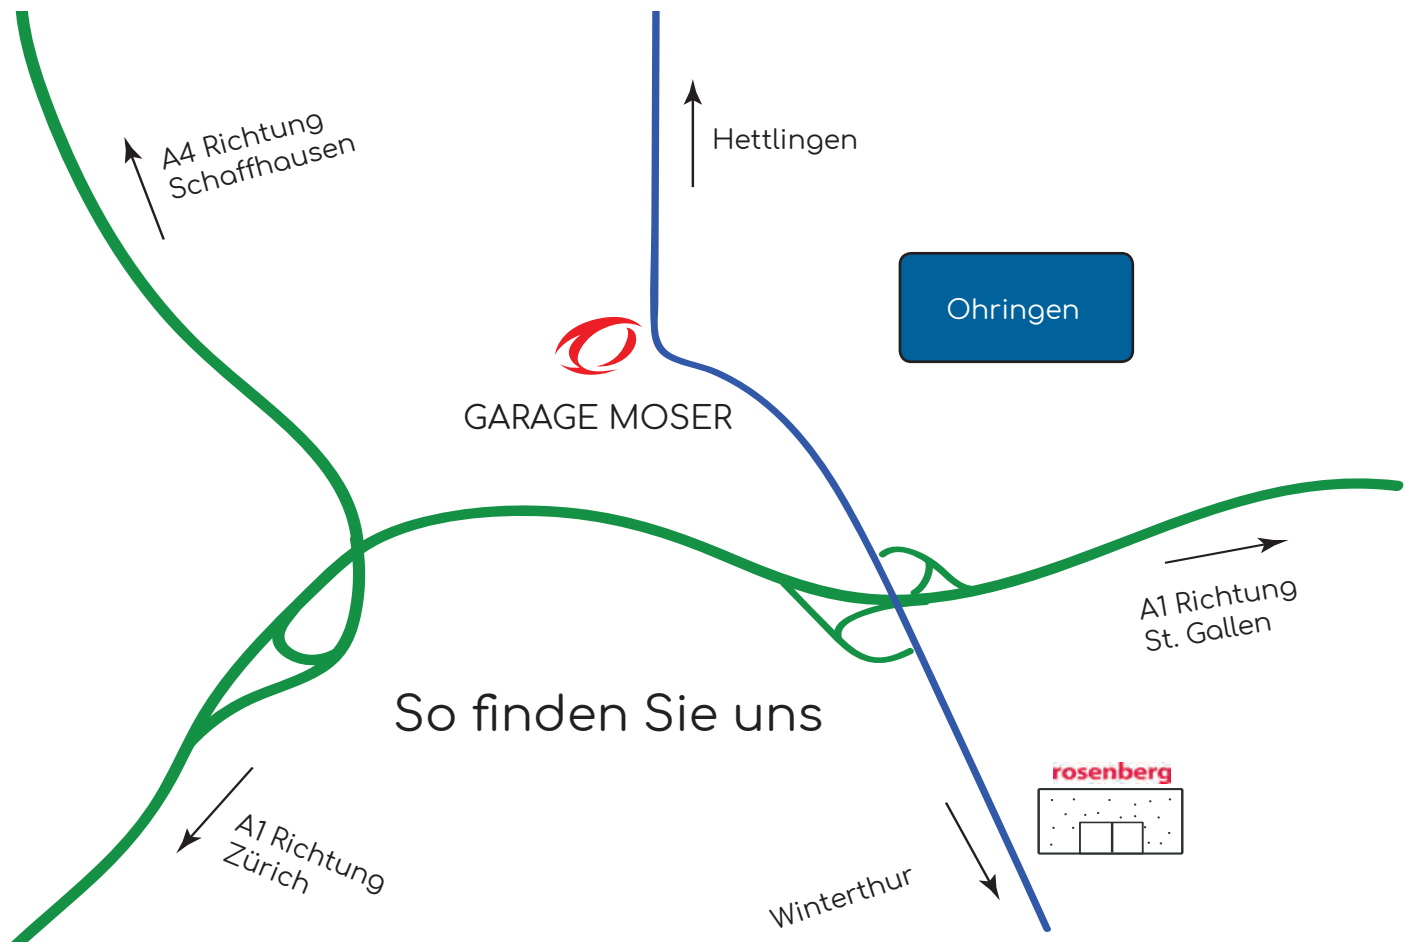 A4 Richtung
Schaffhausen
Hettlingen
Ohringen
GARAGE MOSER
A1 Richtung
St. Gallen
So finden Sie uns
rosenberg
A1 Richtung
Zürich
Winterthur